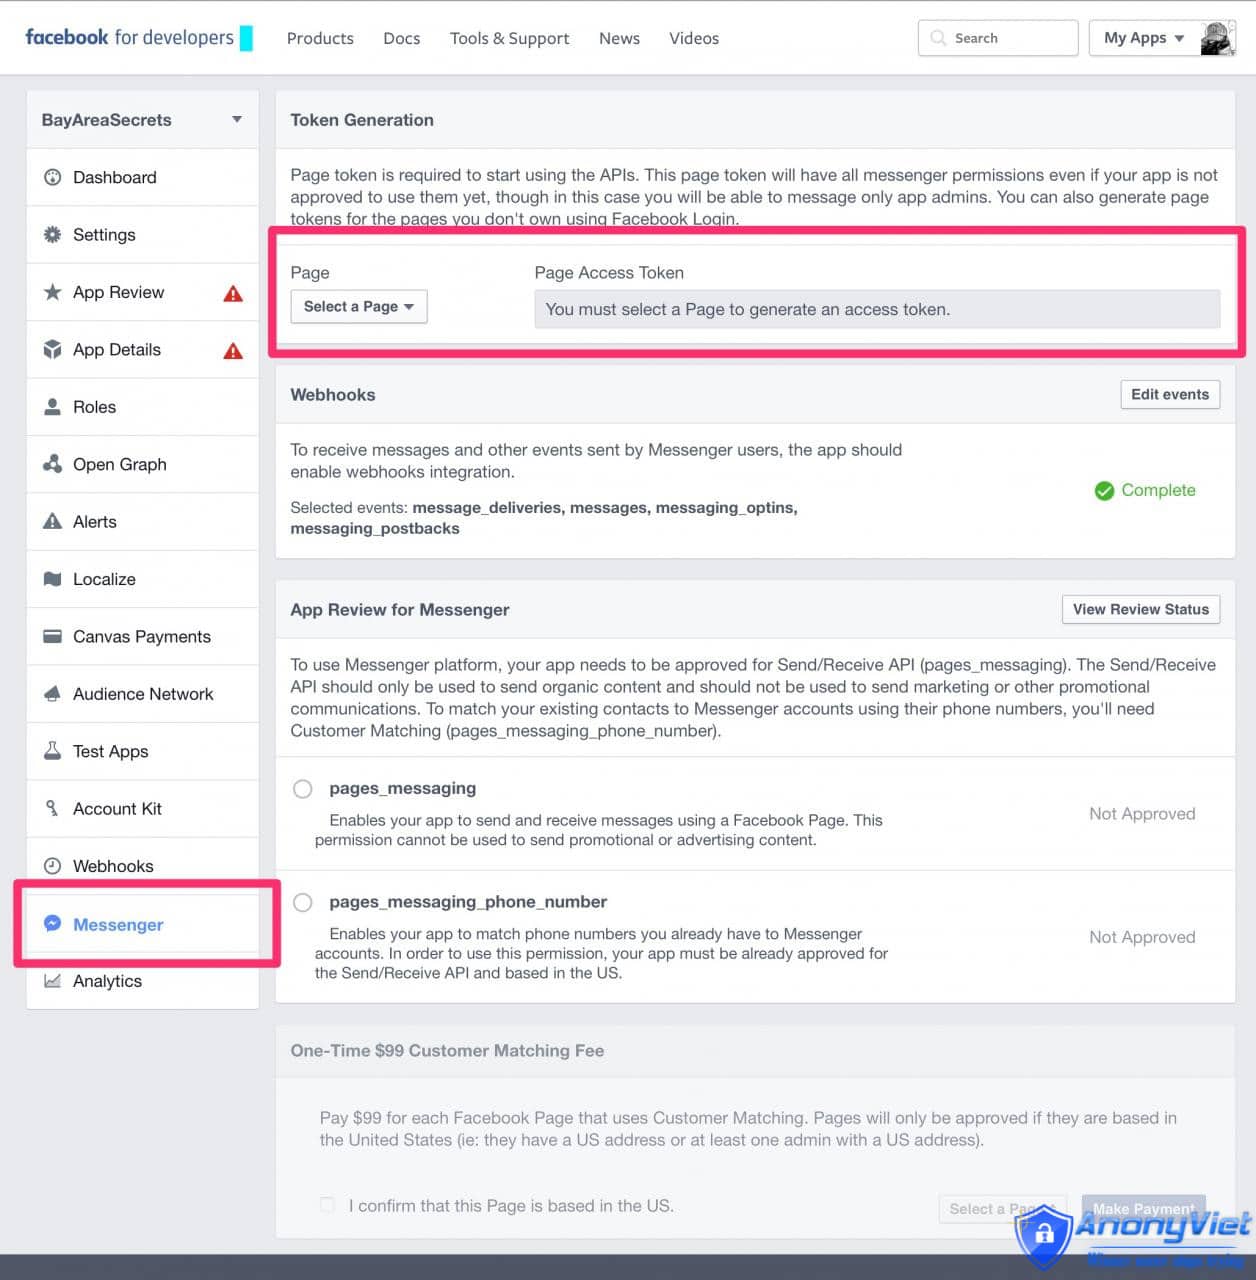 facebook for developers
Products Docs Tools & Support News Videos
Search
My Apps
BayAreaSecrets
Dashboard
Settings
App Review
App Details
Roles
Open Graph
Alerts
Localize
Canvas Payments
Audience Network
Test Apps
Account Kit
Webhooks
Messenger
Analytics
Token Generation
Page token is required to start using the APIs. This page token will have all messenger permissions even if your app is not
approved to use them yet, though in this case you will be able to message only app admins. You can also generate page
tokens for the pages you don't own using Facebook Login.
Page
Select a Page
Page Access Token
You must select a Page to generate an access token.
Webhooks
Edit events
To receive messages and other events sent by Messenger users, the app should
enable webhooks integration.
Selected events: message_deliveries, messages, messaging_optins,
messaging_postbacks
Complete
App Review for Messenger
View Review Status
To use Messenger platform, your app needs to be approved for Send/Receive API (pages_messaging). The Send/Receive
API should only be used to send organic content and should not be used to send marketing or other promotional
communications. To match your existing contacts to Messenger accounts using their phone numbers, you'll need
Customer Matching (pages_messaging_phone_number).
pages_messaging
Enables your app to send and receive messages using a Facebook Page. This
permission cannot be used to send promotional or advertising content.
Not Approved
pages_messaging_phone_number
Enables your app to match phone numbers you already have to Messenger
accounts. In order to use this permission, your app must be already approved for
the Send/Receive API and based in the US.
Not Approved
One-Time $99 Customer Matching Fee
Pay $99 for each Facebook Page that uses Customer Matching. Pages will only be approved if they are based in
the United States (ie: they have a US address or at least one admin with a US address).
I confirm that this Page is based in the US.
Select a Page
Make Payment
AnonyViet